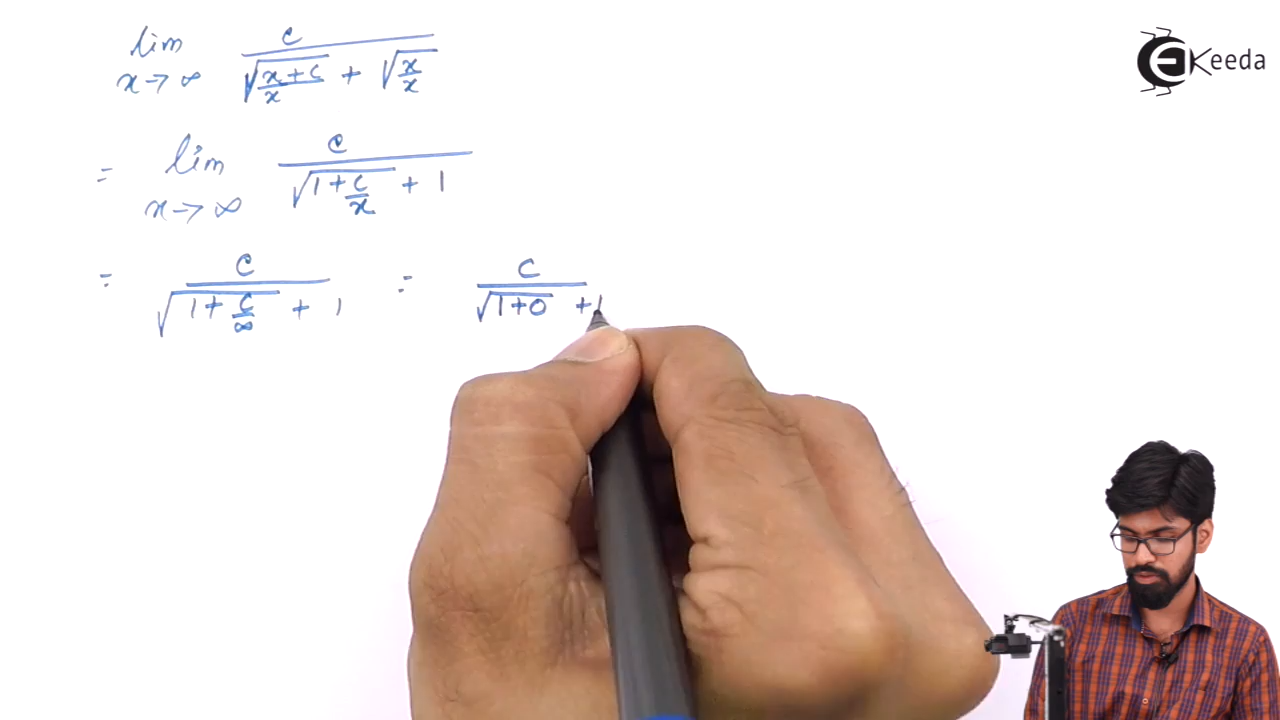 lim x→∞ c / (√((x+c)/x) + √(x/x))
= lim x→∞ c / (√(1+c/x) + 1)
= c / (√(1+c/∞) + 1) = c / (√(1+0) +1
EKeeda